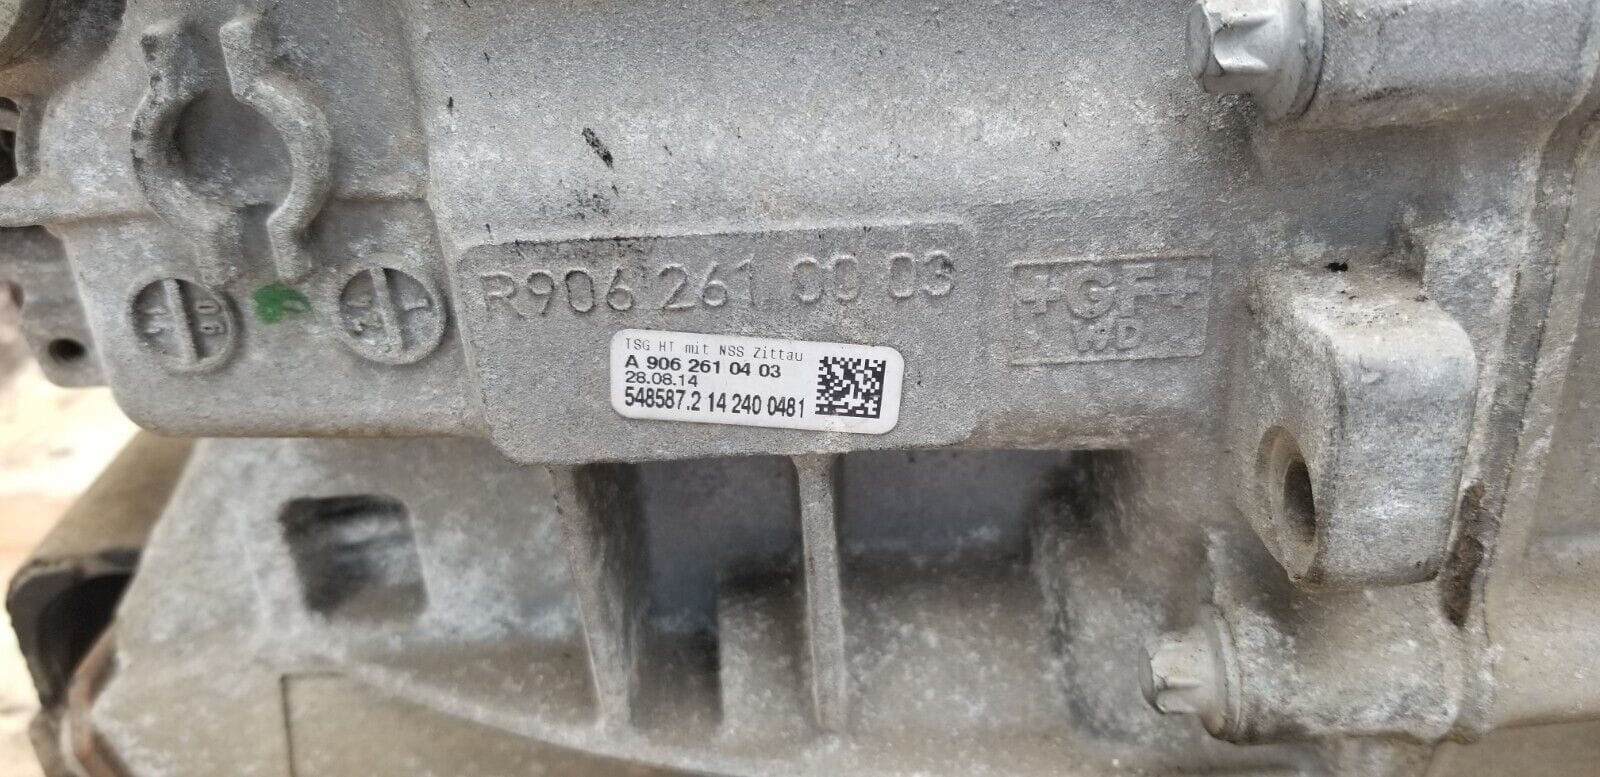 R906 261 00 03
+GF+
WD
TSG HT mit NSS Zittau
A 906 261 04 03
28.08.14
548587.2 14 240 0481